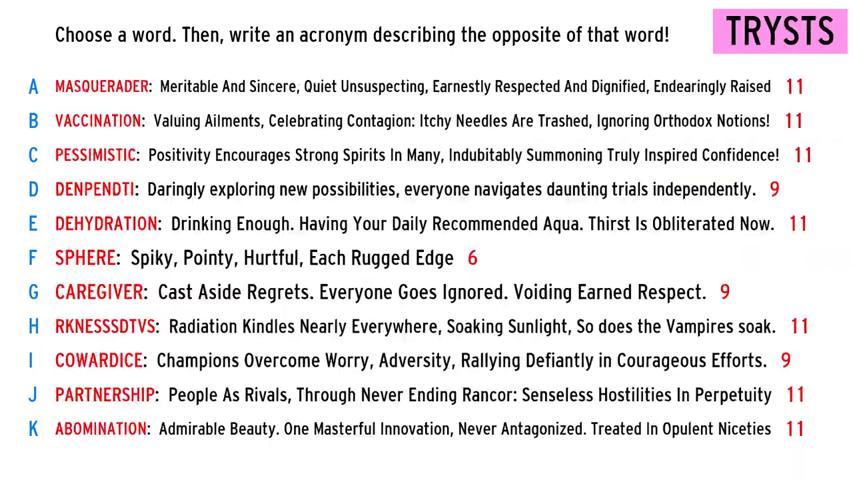 Choose a word. Then, write an acronym describing the opposite of that word!
TRYSTS
A MASQUERADER: Meritable And Sincere, Quiet Unsuspecting, Earnestly Respected And Dignified, Endearingly Raised 11
B VACCINATION: Valuing Ailments, Celebrating Contagion: Itchy Needles Are Trashed, Ignoring Orthodox Notions! 11
C PESSIMISTIC: Positivity Encourages Strong Spirits In Many, Indubitably Summoning Truly Inspired Confidence! 11
D DENPENDTI: Daringly exploring new possibilities, everyone navigates daunting trials independently. 9
E DEHYDRATION: Drinking Enough. Having Your Daily Recommended Aqua. Thirst Is Obliterated Now. 11
F SPHERE: Spiky, Pointy, Hurtful, Each Rugged Edge 6
G CAREGIVER: Cast Aside Regrets. Everyone Goes Ignored. Voiding Earned Respect. 9
H RKNESSSDTVS: Radiation Kindles Nearly Everywhere, Soaking Sunlight, So does the Vampires soak. 11
I COWARDICE: Champions Overcome Worry, Adversity, Rallying Defiantly in Courageous Efforts. 9
J PARTNERSHIP: People As Rivals, Through Never Ending Rancor: Senseless Hostilities In Perpetuity 11
K ABOMINATION: Admirable Beauty. One Masterful Innovation, Never Antagonized. Treated In Opulent Niceties 11